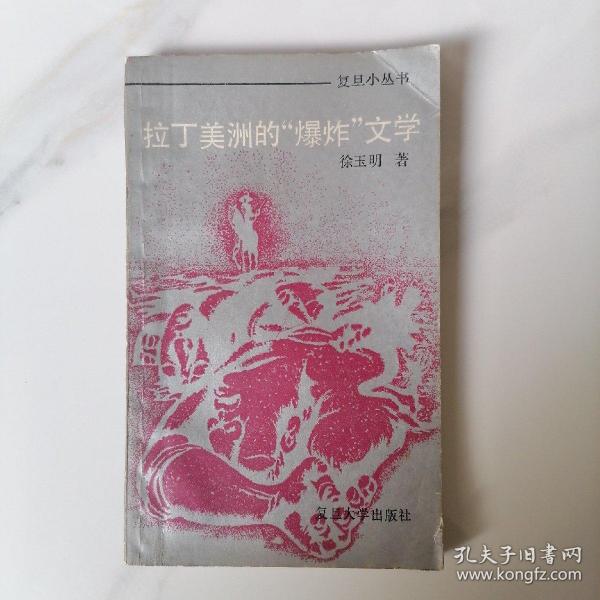 复旦小丛书
拉丁美洲的“爆炸”文学
徐玉明 著
复旦大学出版社
孔夫子旧书网
www.kongfz.com